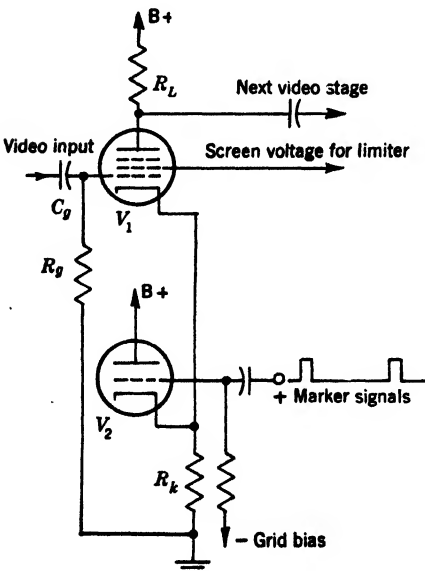 B+
R_L
Next video stage
Video input
Screen voltage for limiter
C_g
V_1
R_g
B+
V_2
+ Marker signals
R_k
- Grid bias